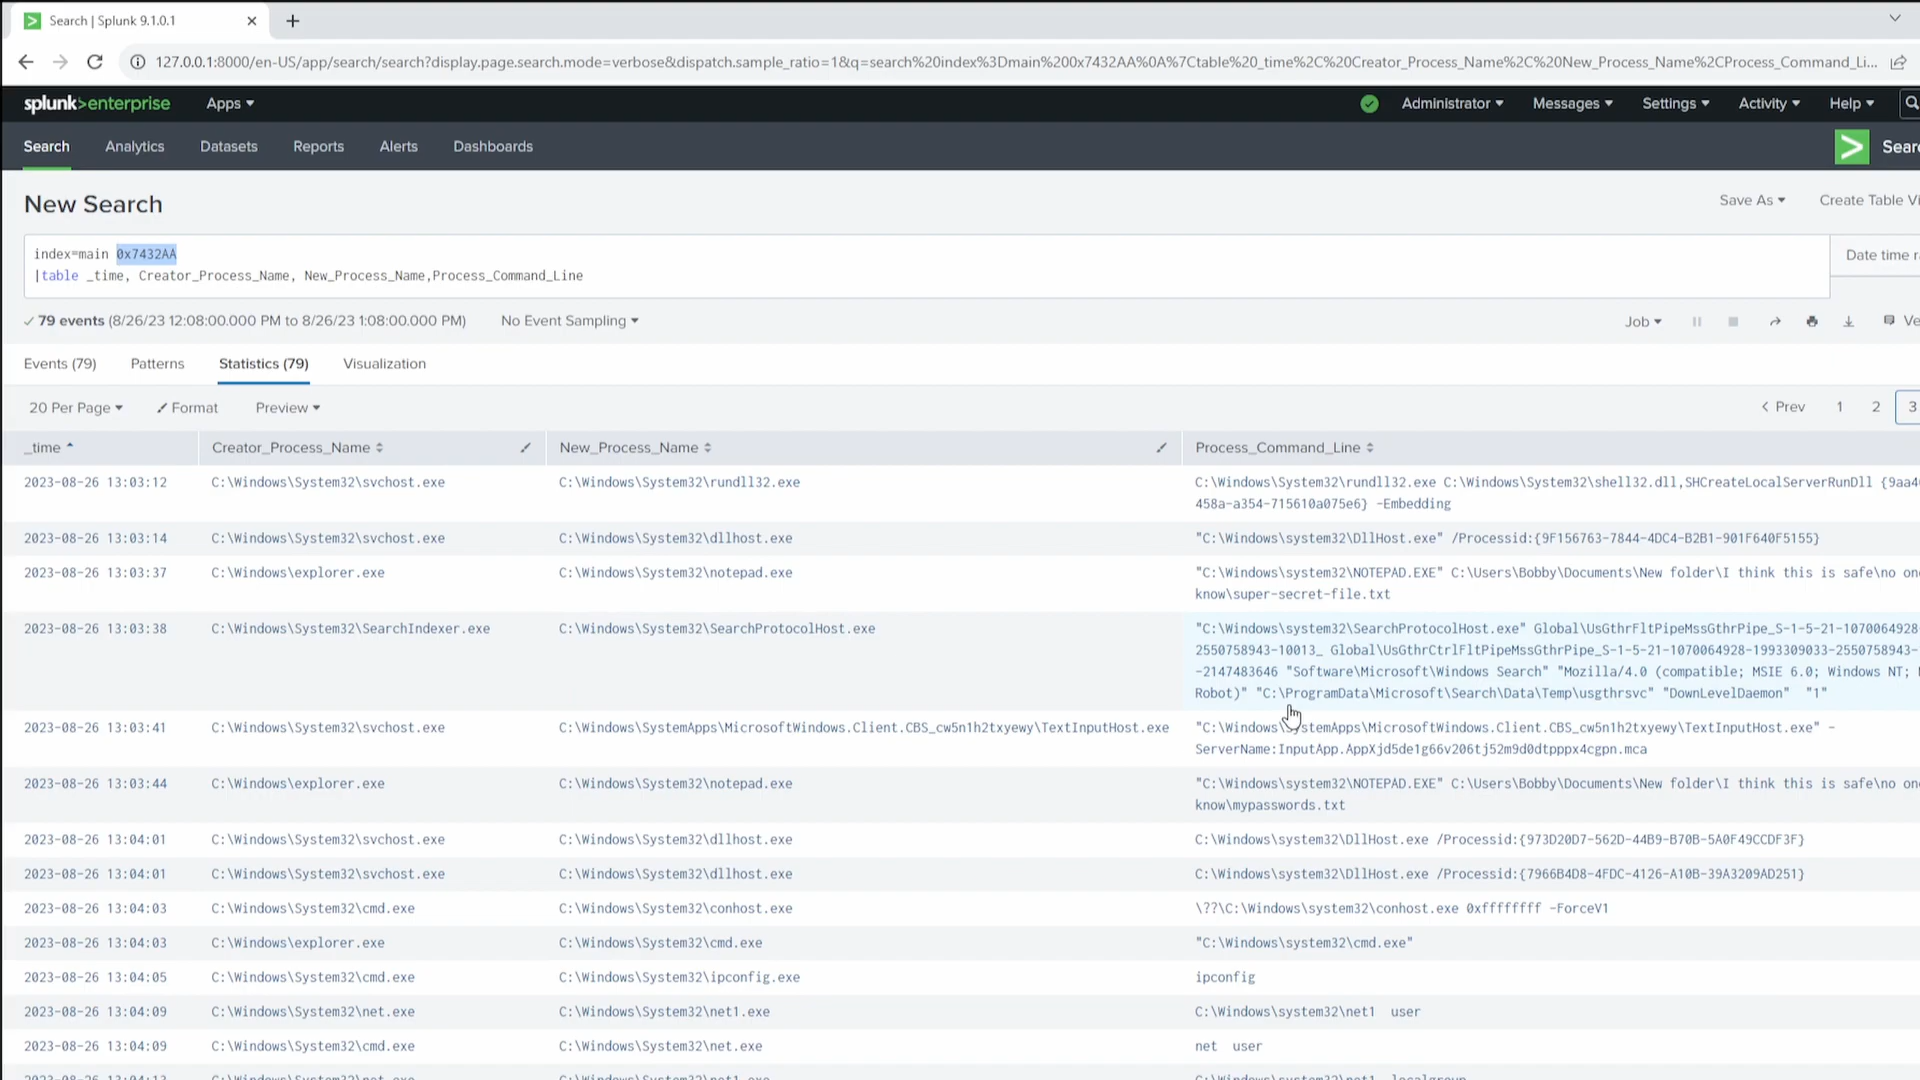 Search | Splunk 9.1.0.1
127.0.0.1:8000/en-US/app/search/search?display.page.search.mode=verbose&dispatch.sample_ratio=1&q=search%20index%3Dmain%200x7432AA%0A%7Ctable%20_time%2C%20Creator_Process_Name%2C%20New_Process_Name%2CProcess_Command_Li...
splunk>enterprise Apps Administrator Messages Settings Activity Help
Search Analytics Datasets Reports Alerts Dashboards Sear
New Search Save As Create Table Vi
index=main 0x7432AA Date time ra
|table _time, Creator_Process_Name, New_Process_Name,Process_Command_Line
79 events (8/26/23 12:08:00.000 PM to 8/26/23 1:08:00.000 PM) No Event Sampling Job Ve
Events (79) Patterns Statistics (79) Visualization
20 Per Page Format Preview < Prev 1 2 3
_time Creator_Process_Name New_Process_Name Process_Command_Line
2023-08-26 13:03:12 C:\Windows\System32\svchost.exe C:\Windows\System32\rundll32.exe C:\Windows\System32\rundll32.exe C:\Windows\System32\shell32.dll,SHCreateLocalServerRunDll {9aa4
458a-a354-715610a075e6} -Embedding
2023-08-26 13:03:14 C:\Windows\System32\svchost.exe C:\Windows\System32\dllhost.exe "C:\Windows\system32\DllHost.exe" /Processid:{9F156763-7844-4DC4-B2B1-901F640F5155}
2023-08-26 13:03:37 C:\Windows\explorer.exe C:\Windows\System32\notepad.exe "C:\Windows\system32\NOTEPAD.EXE" C:\Users\Bobby\Documents\New folder\I think this is safe\no on
know\super-secret-file.txt
2023-08-26 13:03:38 C:\Windows\System32\SearchIndexer.exe C:\Windows\System32\SearchProtocolHost.exe "C:\Windows\system32\SearchProtocolHost.exe" Global\UsGthrFltPipeMssGthrPipe_S-1-5-21-1070064928
2550758943-10013_ Global\UsGthrCtrlFltPipeMssGthrPipe_S-1-5-21-1070064928-1993309033-2550758943-
-2147483646 "Software\Microsoft\Windows Search" "Mozilla/4.0 (compatible; MSIE 6.0; Windows NT;
Robot)" "C:\ProgramData\Microsoft\Search\Data\Temp\usgthrsvc" "DownLevelDaemon" "1"
2023-08-26 13:03:41 C:\Windows\System32\svchost.exe C:\Windows\SystemApps\MicrosoftWindows.Client.CBS_cw5n1h2txyewy\TextInputHost.exe "C:\Windows\SystemApps\MicrosoftWindows.Client.CBS_cw5n1h2txyewy\TextInputHost.exe" -
ServerName:InputApp.AppXjd5de1g66v206tj52m9d0dtpppx4cgpn.mca
2023-08-26 13:03:44 C:\Windows\explorer.exe C:\Windows\System32\notepad.exe "C:\Windows\system32\NOTEPAD.EXE" C:\Users\Bobby\Documents\New folder\I think this is safe\no on
know\mypasswords.txt
2023-08-26 13:04:01 C:\Windows\System32\svchost.exe C:\Windows\System32\dllhost.exe C:\Windows\system32\DllHost.exe /Processid:{973D20D7-562D-44B9-B70B-5A0F49CCDF3F}
2023-08-26 13:04:01 C:\Windows\System32\svchost.exe C:\Windows\System32\dllhost.exe C:\Windows\system32\DllHost.exe /Processid:{7966B4D8-4FDC-4126-A10B-39A3209AD251}
2023-08-26 13:04:03 C:\Windows\System32\cmd.exe C:\Windows\System32\conhost.exe \??\C:\Windows\system32\conhost.exe 0xffffffff -ForceV1
2023-08-26 13:04:03 C:\Windows\explorer.exe C:\Windows\System32\cmd.exe "C:\Windows\system32\cmd.exe"
2023-08-26 13:04:05 C:\Windows\System32\cmd.exe C:\Windows\System32\ipconfig.exe ipconfig
2023-08-26 13:04:09 C:\Windows\System32\net.exe C:\Windows\System32\net1.exe C:\Windows\system32\net1 user
2023-08-26 13:04:09 C:\Windows\System32\cmd.exe C:\Windows\System32\net.exe net user